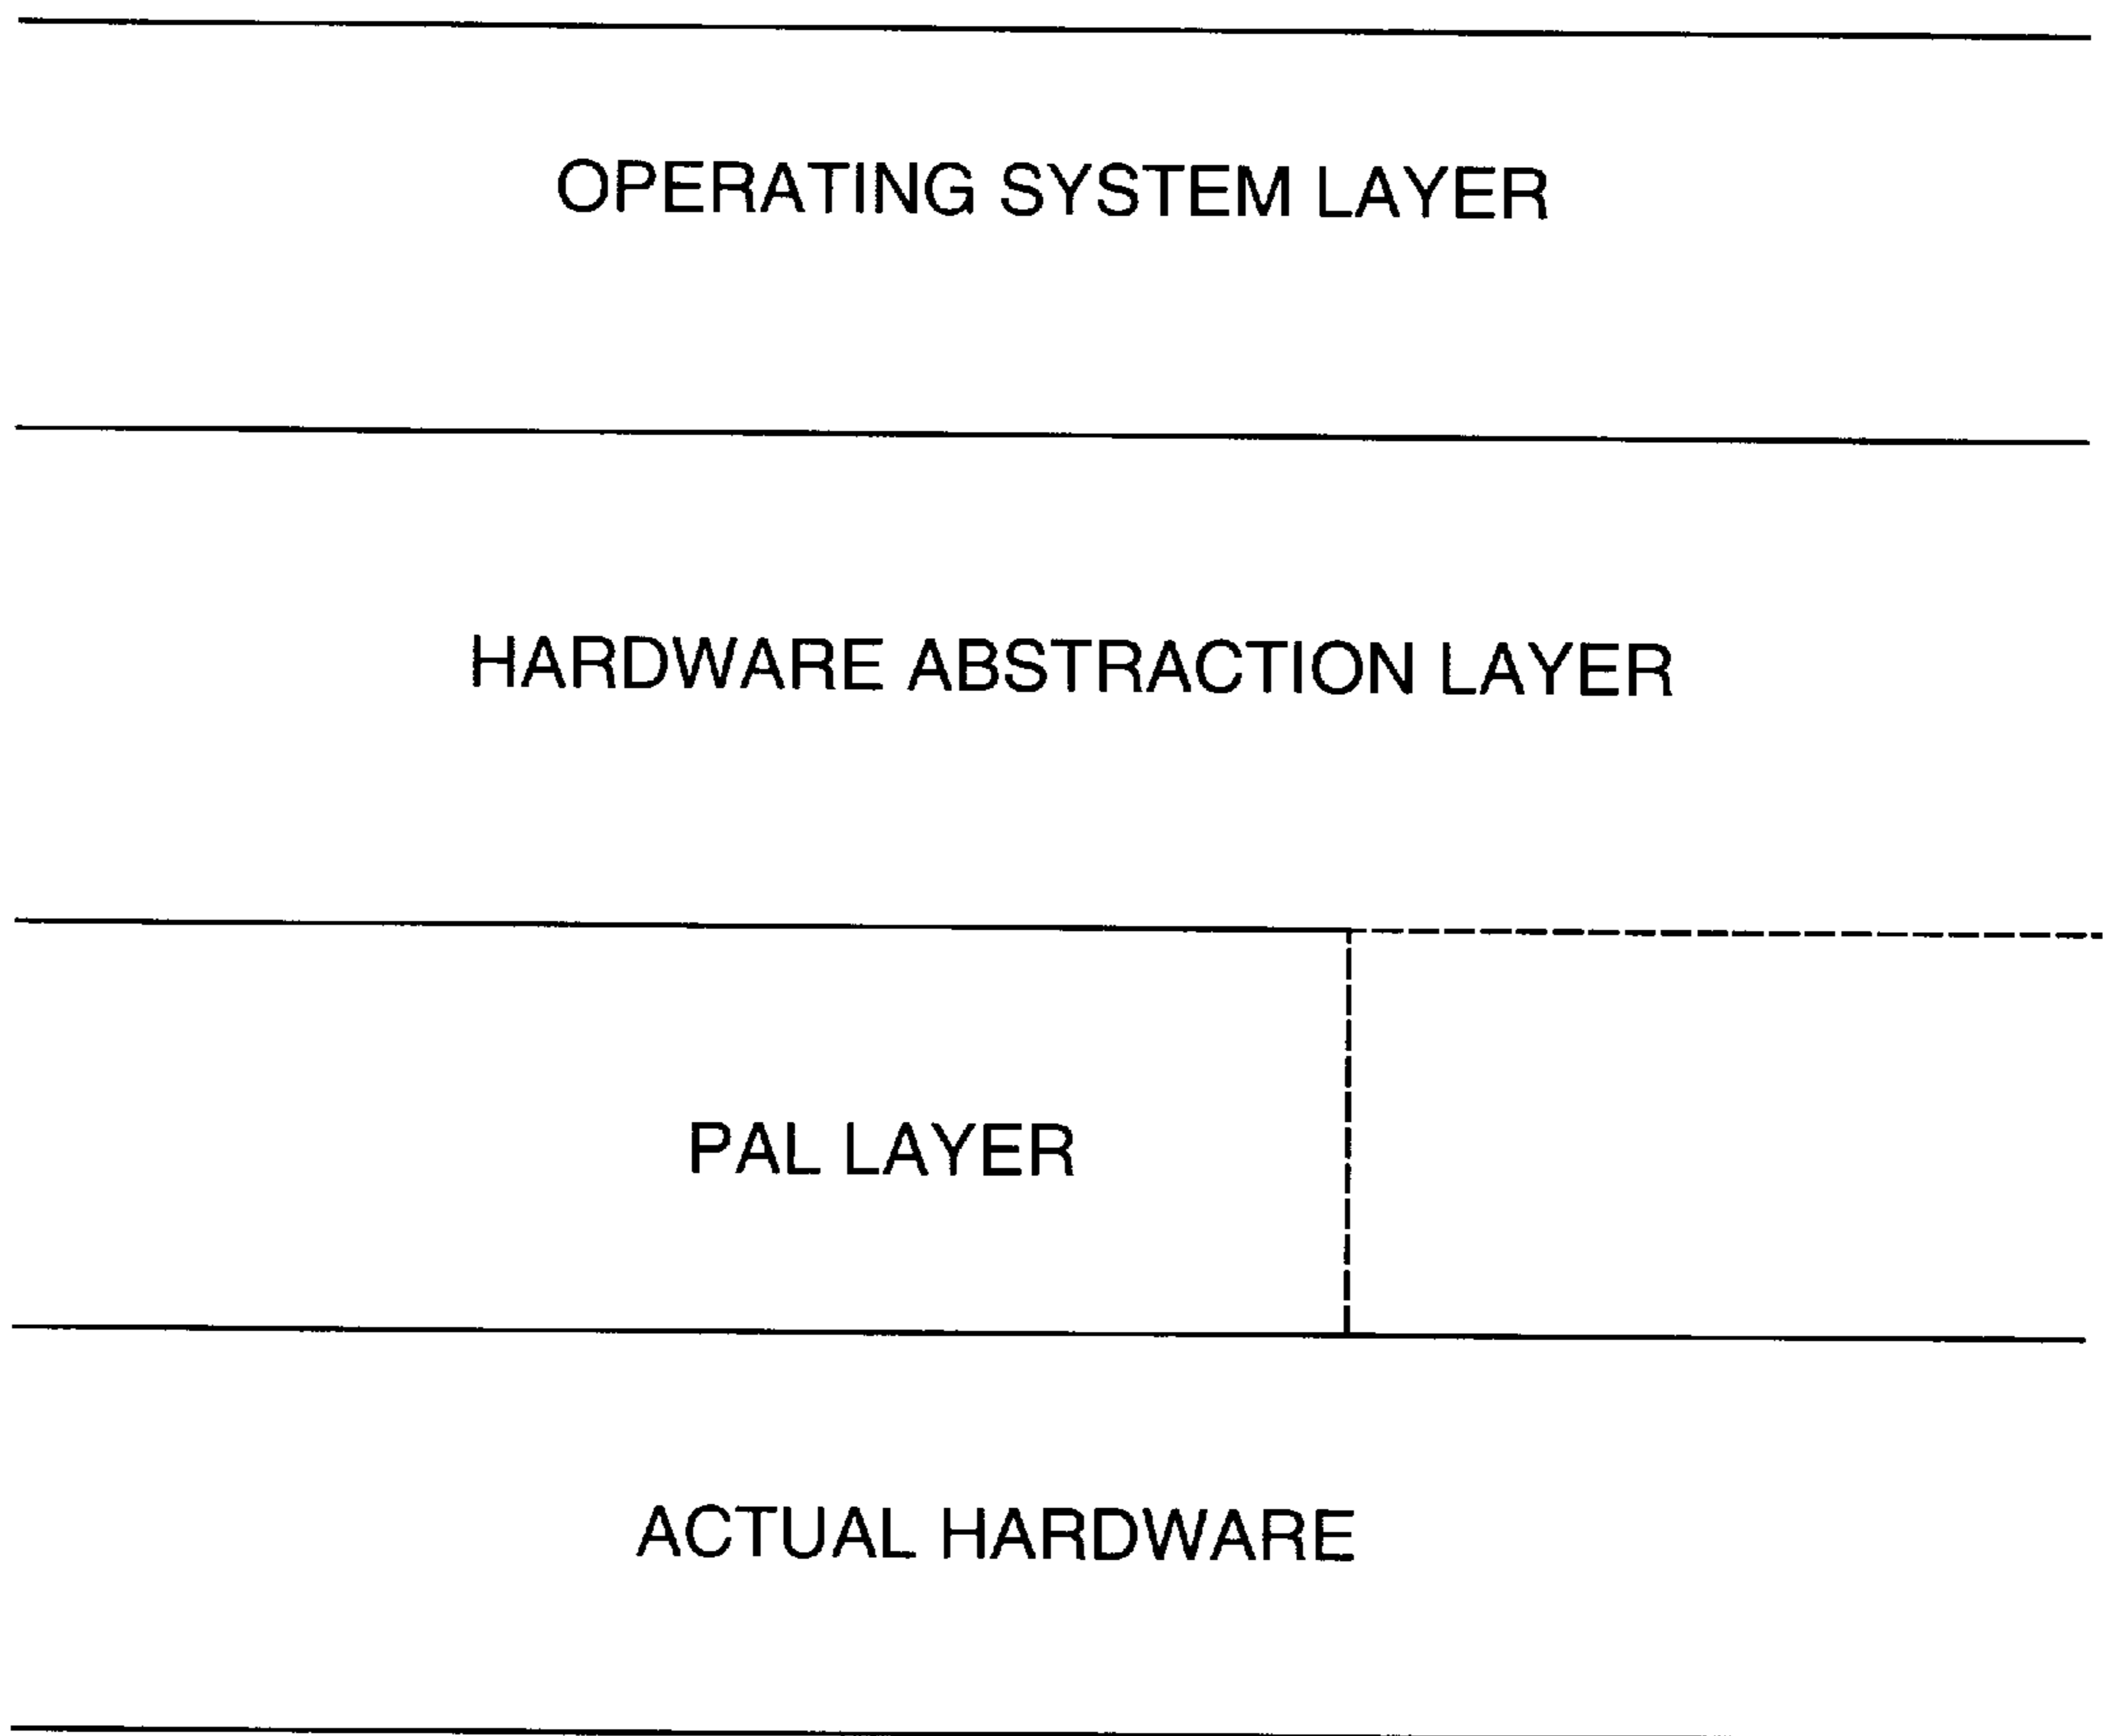 OPERATING SYSTEM LAYER
HARDWARE ABSTRACTION LAYER
PAL LAYER
ACTUAL HARDWARE